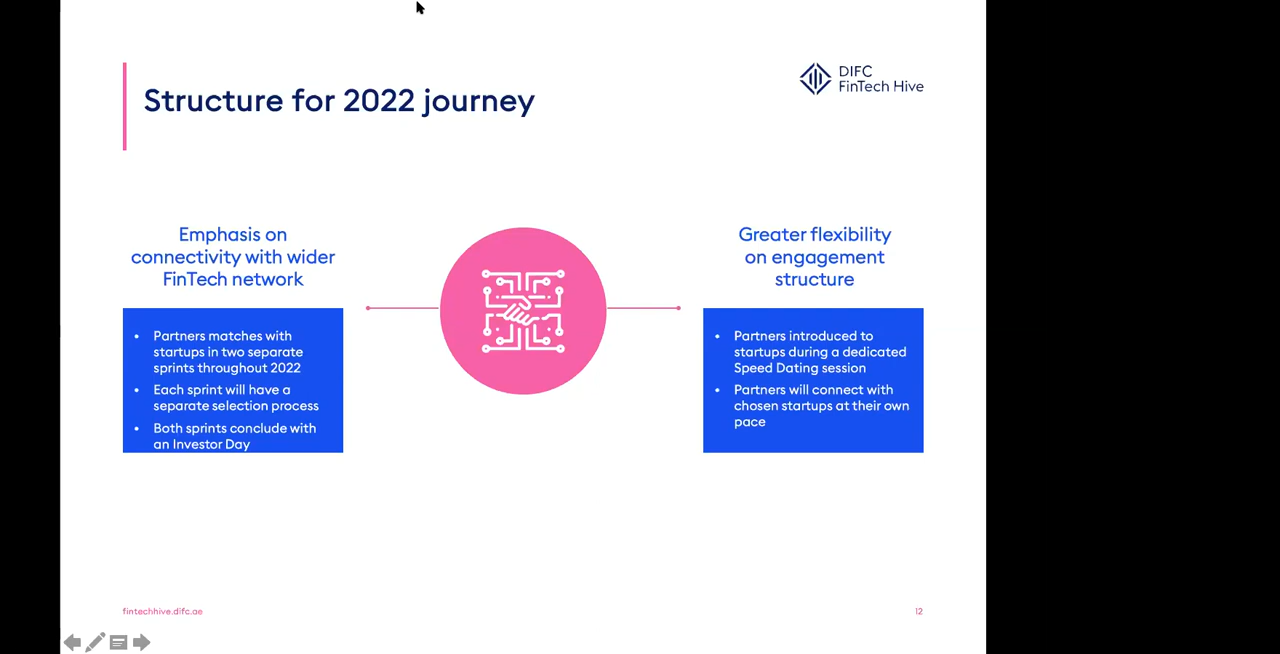 Structure for 2022 journey
DIFC
FinTech Hive
Emphasis on
connectivity with wider
FinTech network
• Partners matches with
startups in two separate
sprints throughout 2022
• Each sprint will have a
separate selection process
• Both sprints conclude with
an Investor Day
Greater flexibility
on engagement
structure
• Partners introduced to
startups during a dedicated
Speed Dating session
• Partners will connect with
chosen startups at their own
pace
fintechhive.difc.ae
12